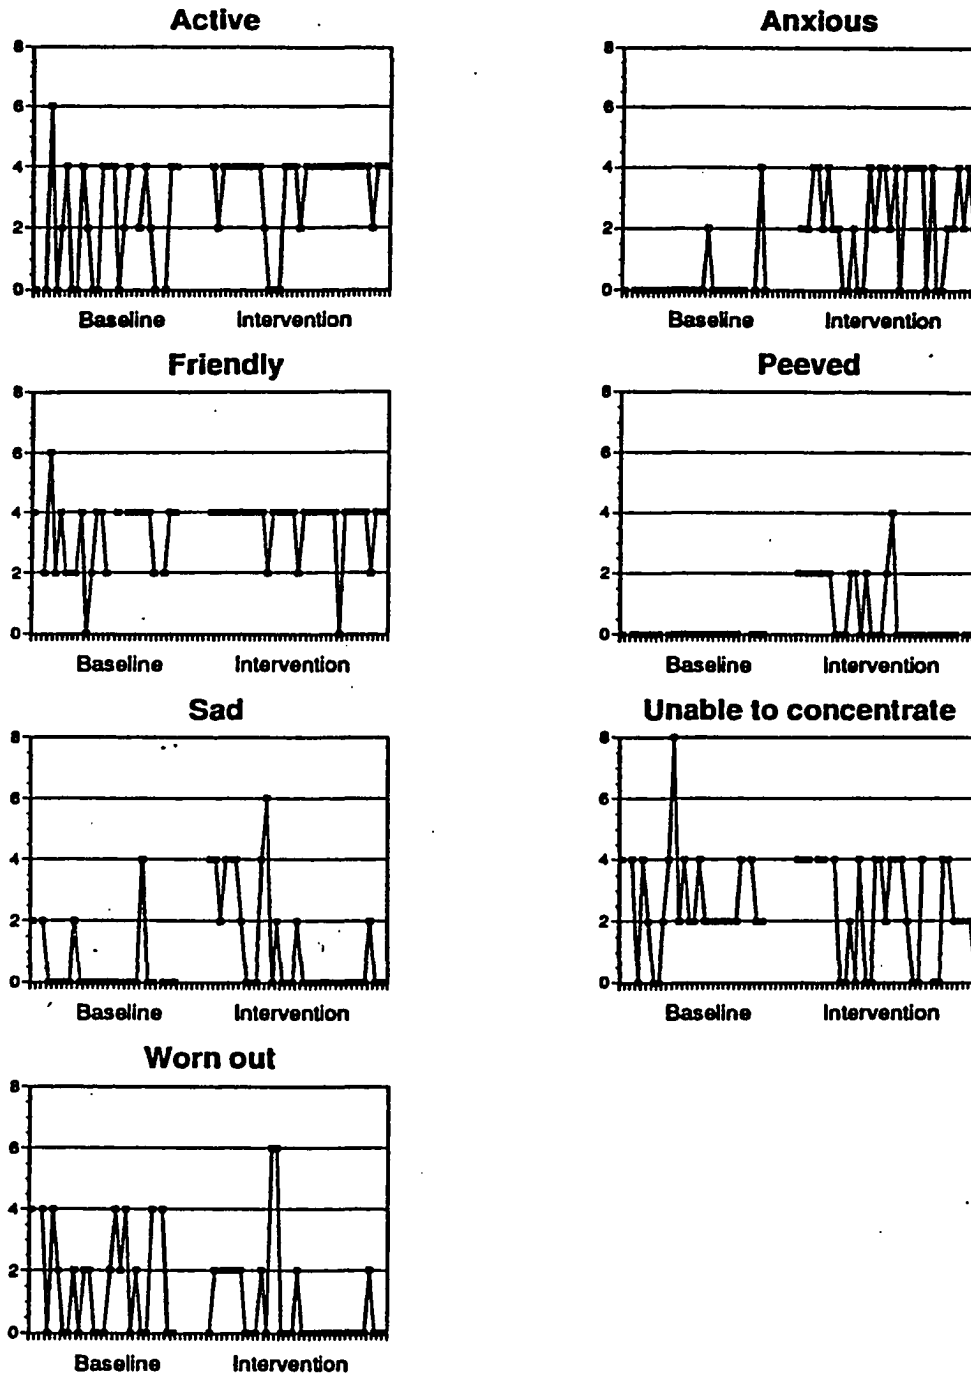 Active
8
6
4
2
0
Baseline Intervention
Anxious
8
6
4
2
0
Baseline Intervention
Friendly
8
6
4
2
0
Baseline Intervention
Peeved
8
6
4
2
0
Baseline Intervention
Sad
8
6
4
2
0
Baseline Intervention
Unable to concentrate
8
6
4
2
0
Baseline Intervention
Worn out
8
6
4
2
0
Baseline Intervention